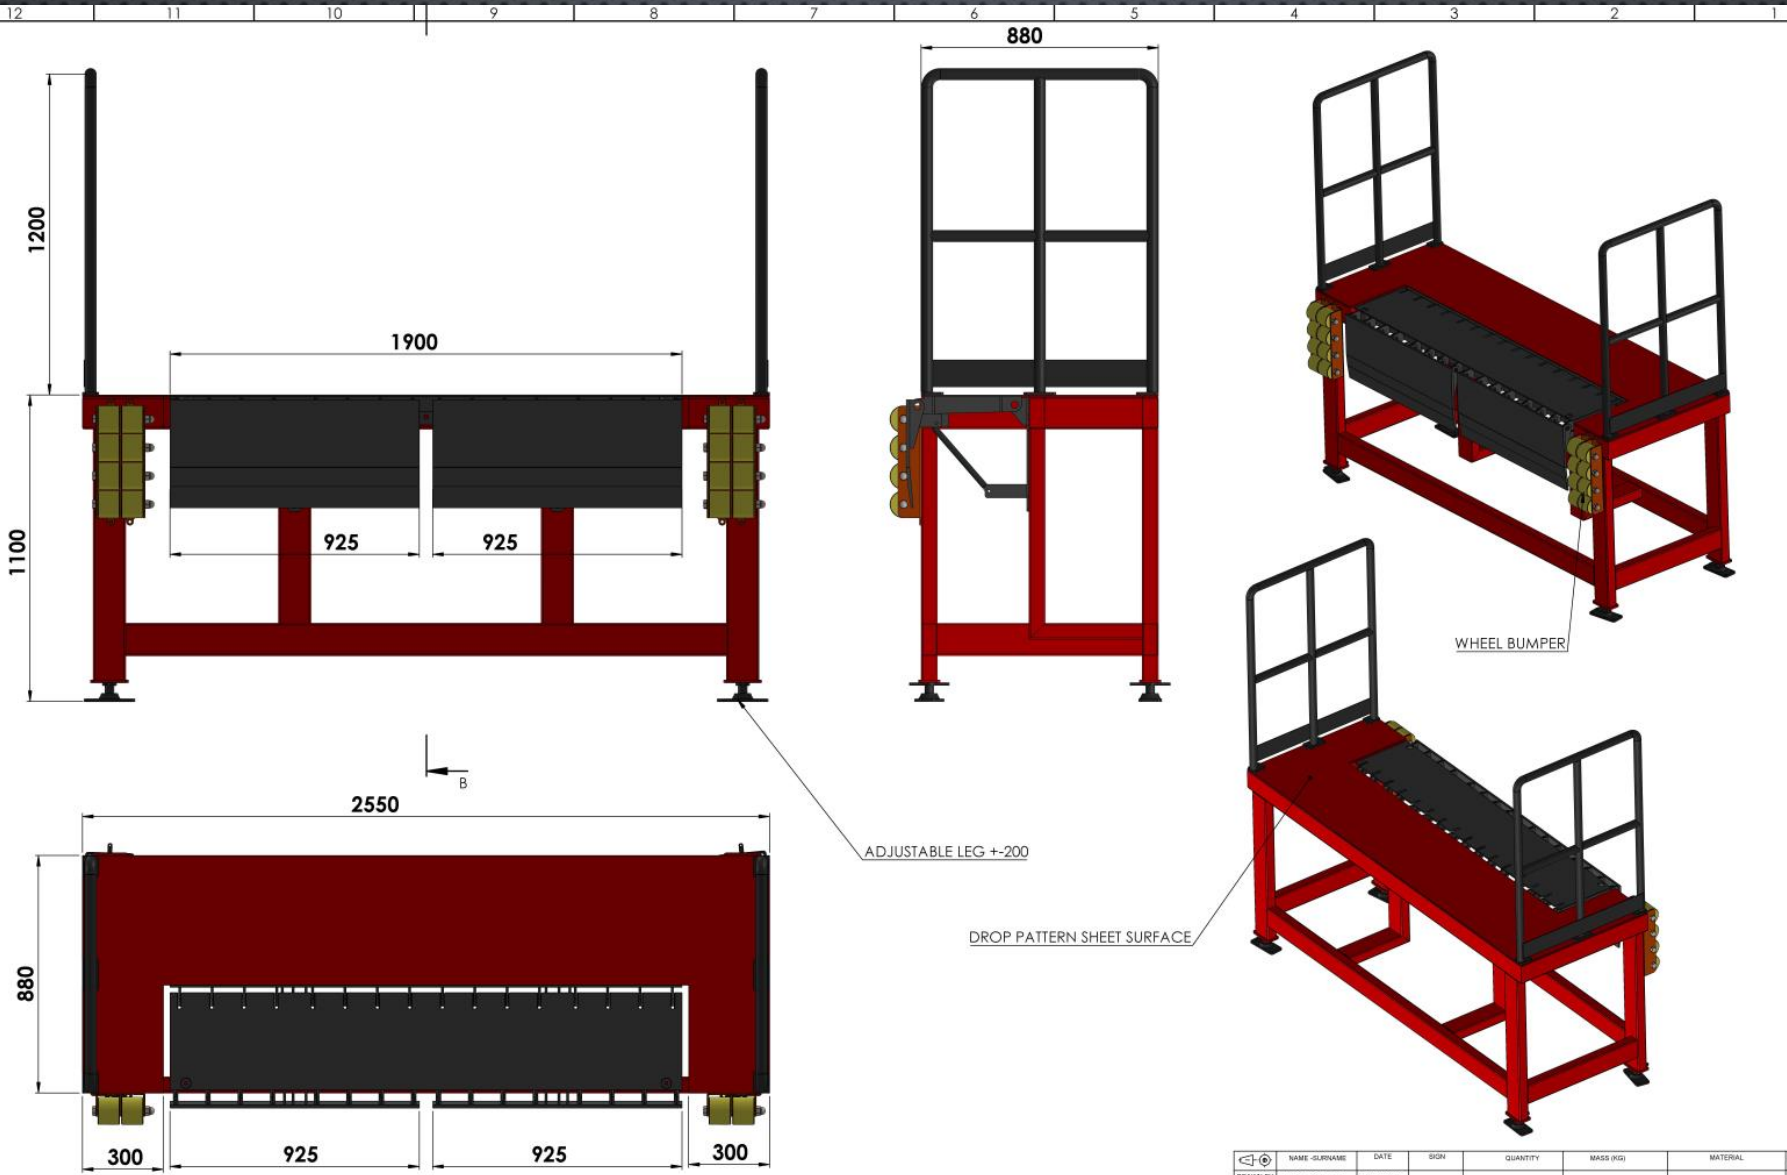 12 11 10 9 8 7 6 5 4 3 2 1
880
1200
1900
925 925
1100
WHEEL BUMPER
B
2550
ADJUSTABLE LEG +-200
DROP PATTERN SHEET SURFACE
880
300 925 925 300
NAME -SURNAME DATE SIGN QUANTITY MASS (KG) MATERIAL